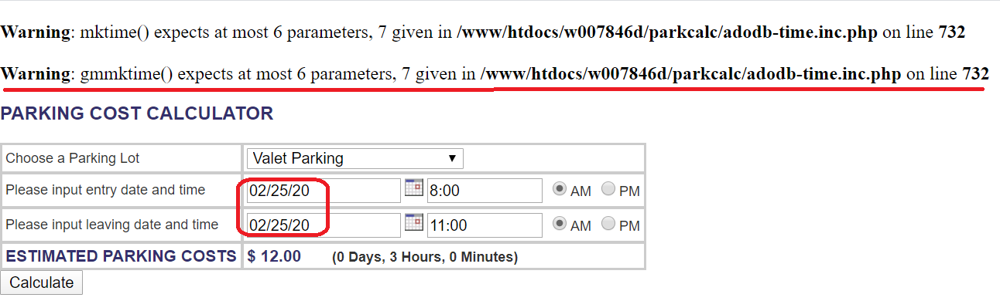 Warning: mktime() expects at most 6 parameters, 7 given in /www/htdocs/w007846d/parkcalc/adodb-time.inc.php on line 732
Warning: gmmktime() expects at most 6 parameters, 7 given in /www/htdocs/w007846d/parkcalc/adodb-time.inc.php on line 732
PARKING COST CALCULATOR
Choose a Parking Lot Valet Parking
Please input entry date and time 02/25/20 8:00 AM PM
Please input leaving date and time 02/25/20 11:00 AM PM
ESTIMATED PARKING COSTS $ 12.00 (0 Days, 3 Hours, 0 Minutes)
Calculate